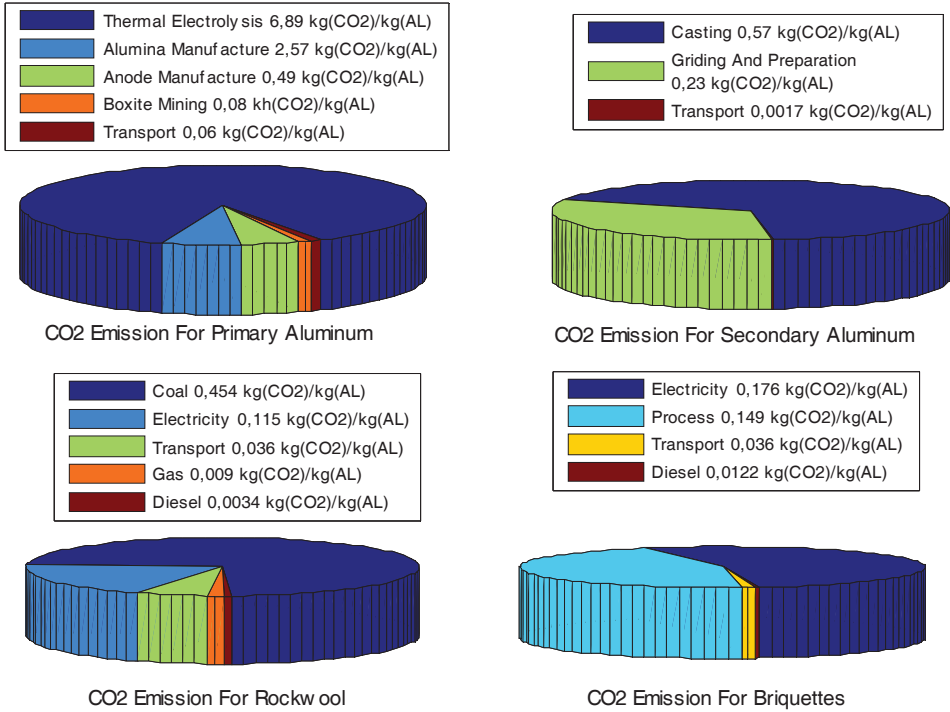 Thermal Electrolysis 6,89 kg(CO2)/kg(AL)
Alumina Manufacture 2,57 kg(CO2)/kg(AL)
Anode Manufacture 0,49 kg(CO2)/kg(AL)
Boxite Mining 0,08 kh(CO2)/kg(AL)
Transport 0,06 kg(CO2)/kg(AL)
CO2 Emission For Primary Aluminum
Casting 0,57 kg(CO2)/kg(AL)
Griding And Preparation
0,23 kg(CO2)/kg(AL)
Transport 0,0017 kg(CO2)/kg(AL)
CO2 Emission For Secondary Aluminum
Coal 0,454 kg(CO2)/kg(AL)
Electricity 0,115 kg(CO2)/kg(AL)
Transport 0,036 kg(CO2)/kg(AL)
Gas 0,009 kg(CO2)/kg(AL)
Diesel 0,0034 kg(CO2)/kg(AL)
CO2 Emission For Rockwool
Electricity 0,176 kg(CO2)/kg(AL)
Process 0,149 kg(CO2)/kg(AL)
Transport 0,036 kg(CO2)/kg(AL)
Diesel 0,0122 kg(CO2)/kg(AL)
CO2 Emission For Briquettes